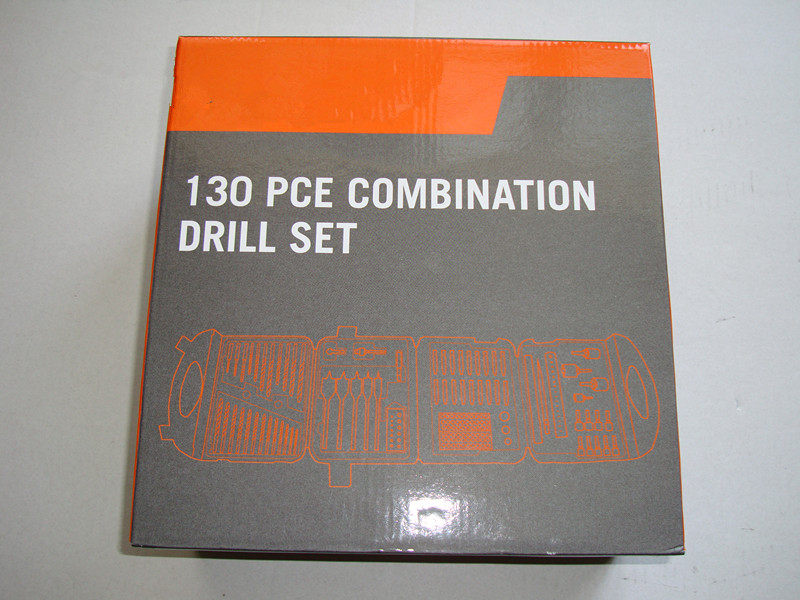 130 PCE COMBINATION
DRILL SET